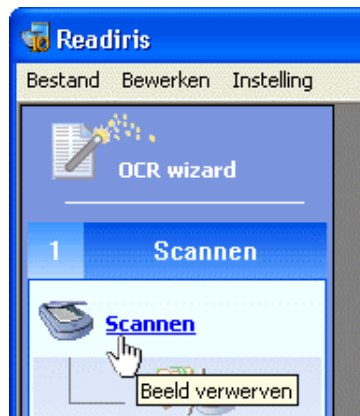 Readiris
Bestand Bewerken Instelling
OCR wizard
1 Scannen
Scannen
Beeld verwerven